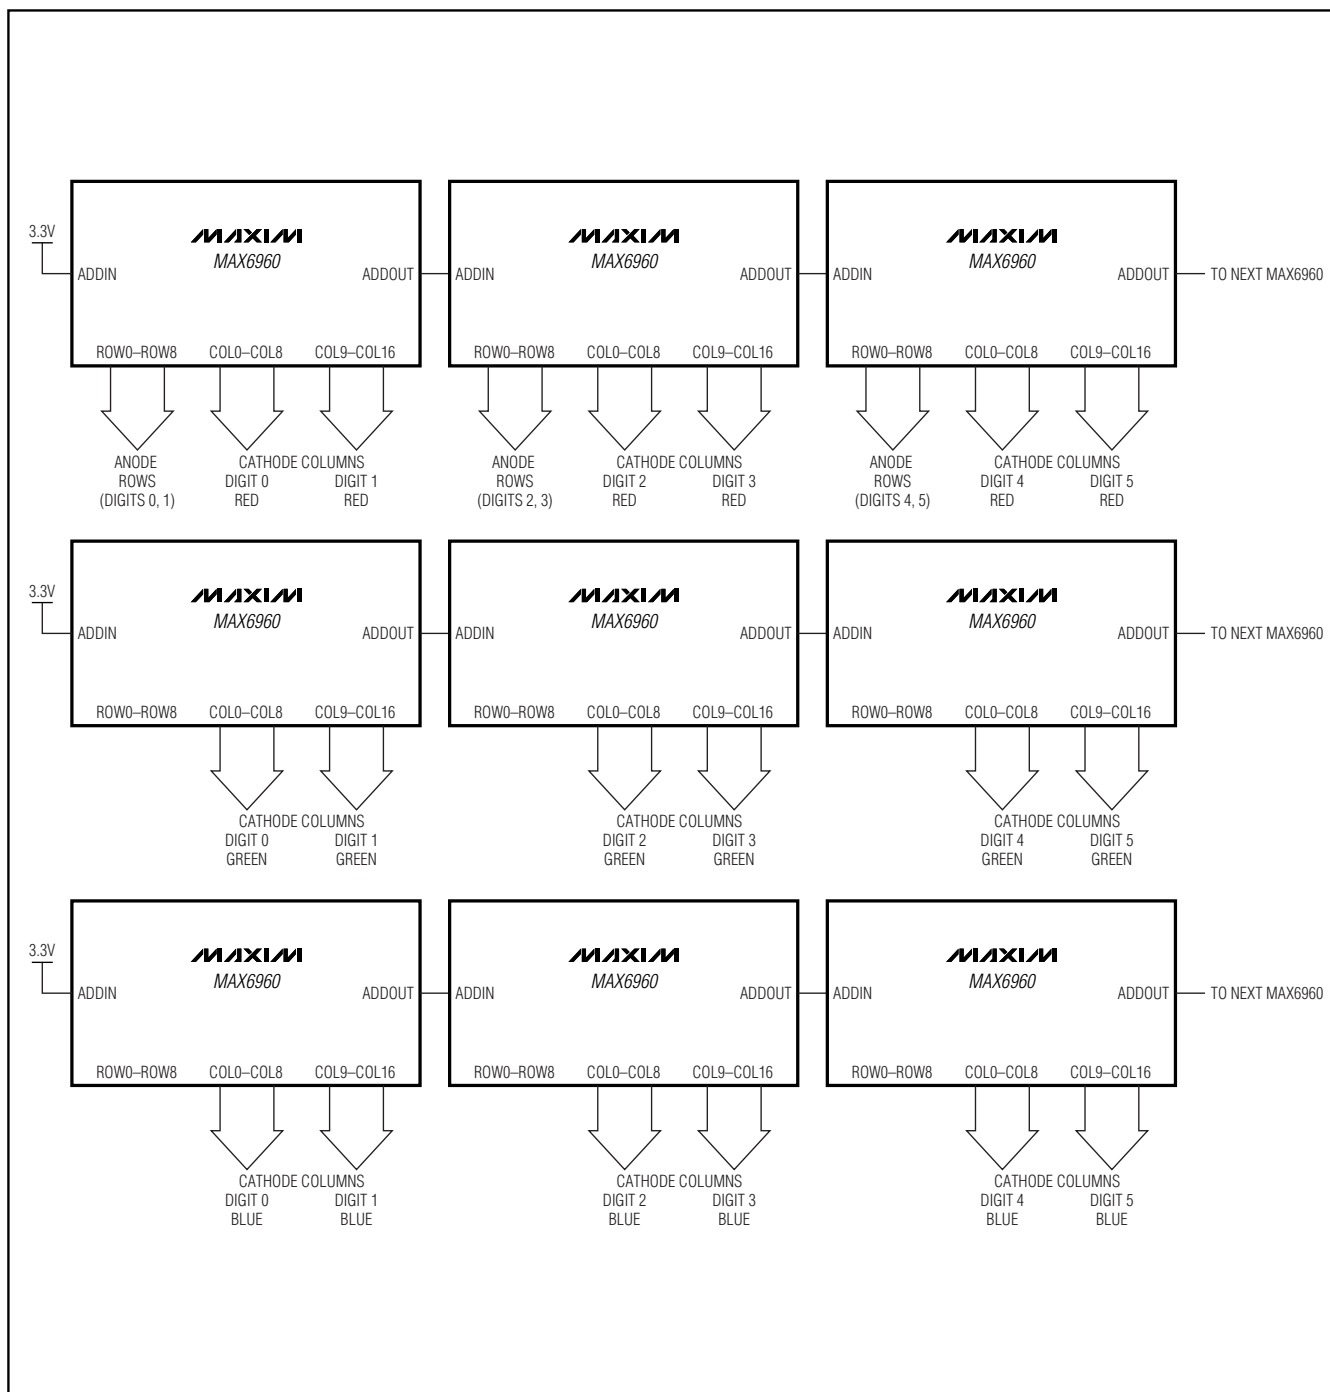 MAXIM MAXIM MAXIM
MAX6960 MAX6960 MAX6960
3.3V
ADDIN ADDOUT ADDIN ADDOUT ADDIN ADDOUT TO NEXT MAX6960
ROW0–ROW8 COL0–COL8 COL9–COL16 ROW0–ROW8 COL0–COL8 COL9–COL16 ROW0–ROW8 COL0–COL8 COL9–COL16
ANODE CATHODE COLUMNS ANODE CATHODE COLUMNS ANODE CATHODE COLUMNS
ROWS DIGIT 0 DIGIT 1 ROWS DIGIT 2 DIGIT 3 ROWS DIGIT 4 DIGIT 5
(DIGITS 0, 1) RED RED (DIGITS 2, 3) RED RED (DIGITS 4, 5) RED RED
3.3V MAXIM MAXIM MAXIM
MAX6960 MAX6960 MAX6960
ADDIN ADDOUT ADDIN ADDOUT ADDIN ADDOUT TO NEXT MAX6960
ROW0–ROW8 COL0–COL8 COL9–COL16 ROW0–ROW8 COL0–COL8 COL9–COL16 ROW0–ROW8 COL0–COL8 COL9–COL16
CATHODE COLUMNS CATHODE COLUMNS CATHODE COLUMNS
DIGIT 0 DIGIT 1 DIGIT 2 DIGIT 3 DIGIT 4 DIGIT 5
GREEN GREEN GREEN GREEN GREEN GREEN
3.3V MAXIM MAXIM MAXIM
MAX6960 MAX6960 MAX6960
ADDIN ADDOUT ADDIN ADDOUT ADDIN ADDOUT TO NEXT MAX6960
ROW0–ROW8 COL0–COL8 COL9–COL16 ROW0–ROW8 COL0–COL8 COL9–COL16 ROW0–ROW8 COL0–COL8 COL9–COL16
CATHODE COLUMNS CATHODE COLUMNS CATHODE COLUMNS
DIGIT 0 DIGIT 1 DIGIT 2 DIGIT 3 DIGIT 4 DIGIT 5
BLUE BLUE BLUE BLUE BLUE BLUE